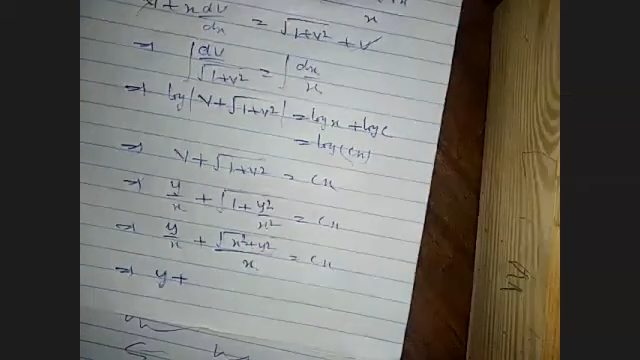 V + x dV/dx = √1+v² + V
⇒ ∫ dV/√1+v² = ∫ dx/x
⇒ log|V+√1+v²| = log x + log c
= log(cx)
⇒ V + √1+v² = cx
⇒ y/x + √1+y²/x² = cx
⇒ y/x + √x²+y²/x = cx
⇒ y +